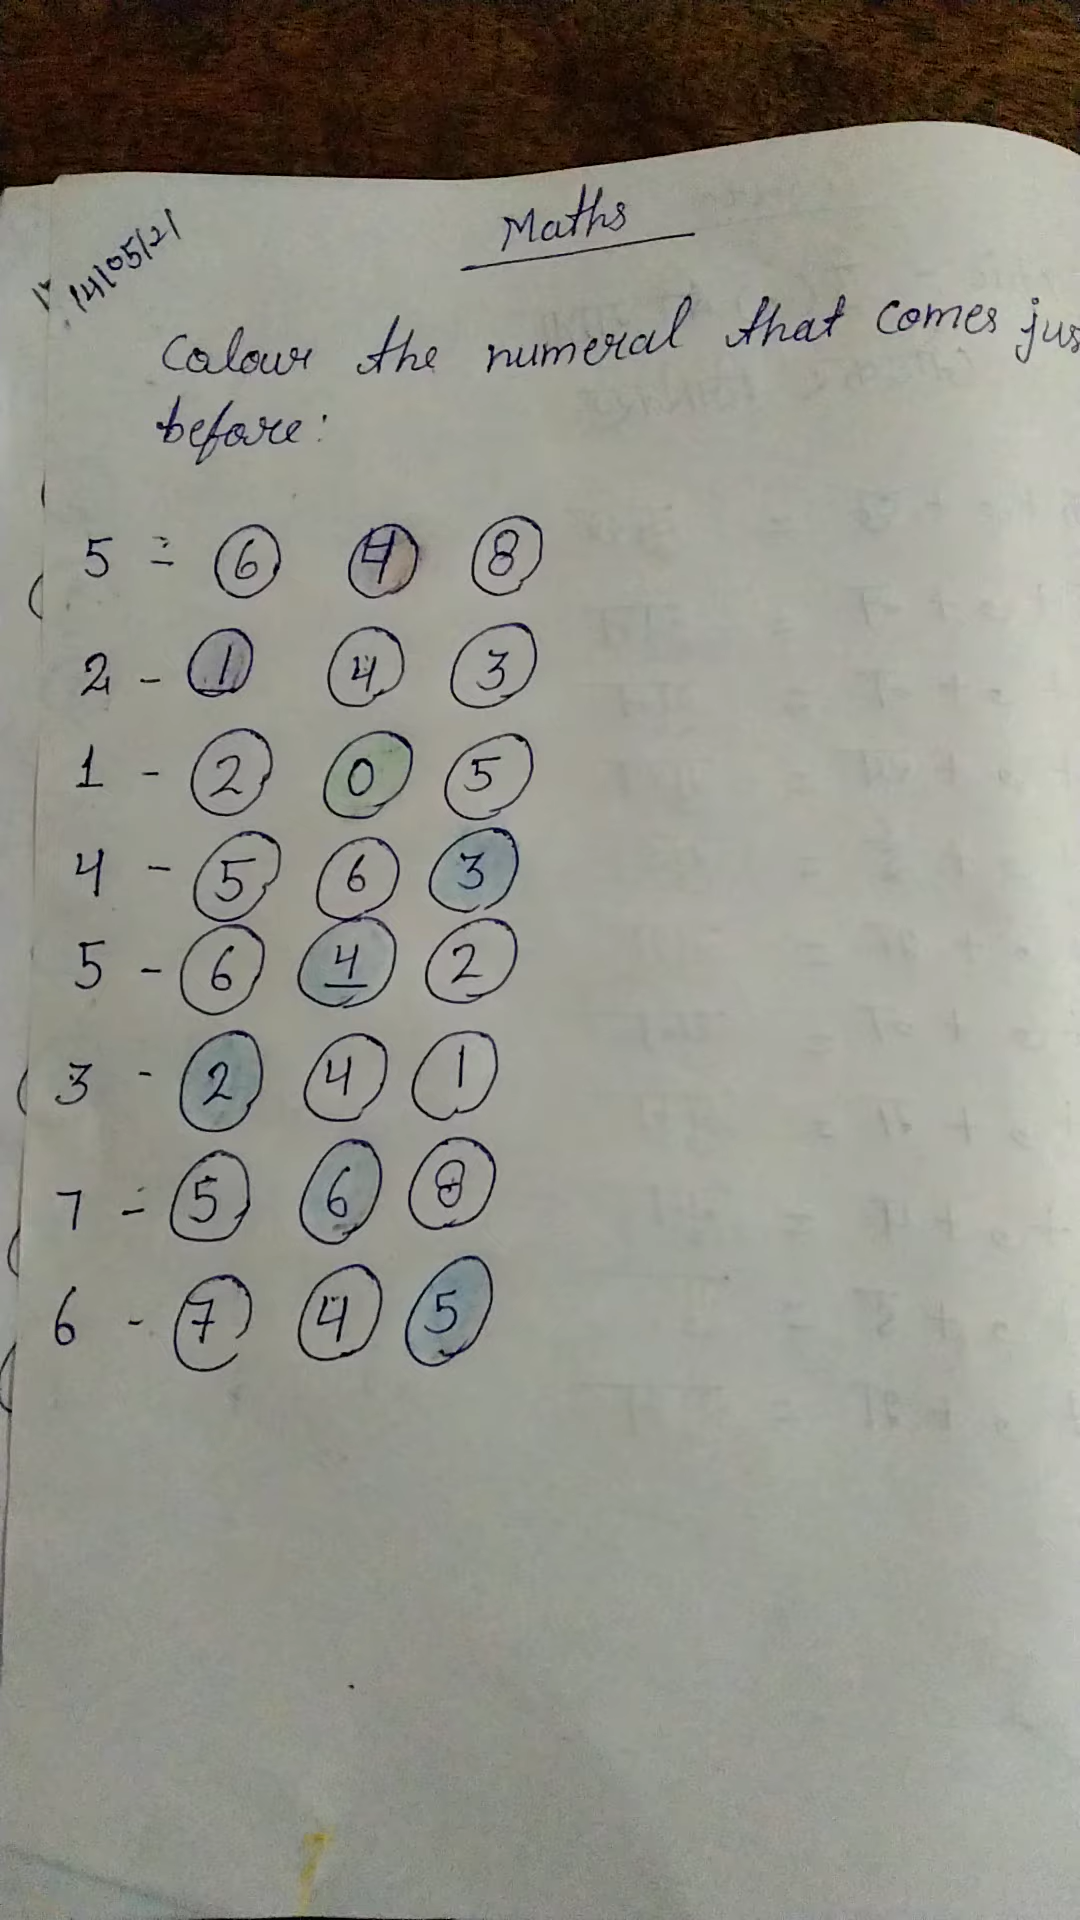 Maths
14/05/21
Colour the numeral that comes jus
before:
5 = 6 4 8
2 - 1 4 3
1 - 2 0 5
4 - 5 6 3
5 - 6 4 2
3 - 2 4 1
7 = 5 6 8
6 - 7 4 5
7